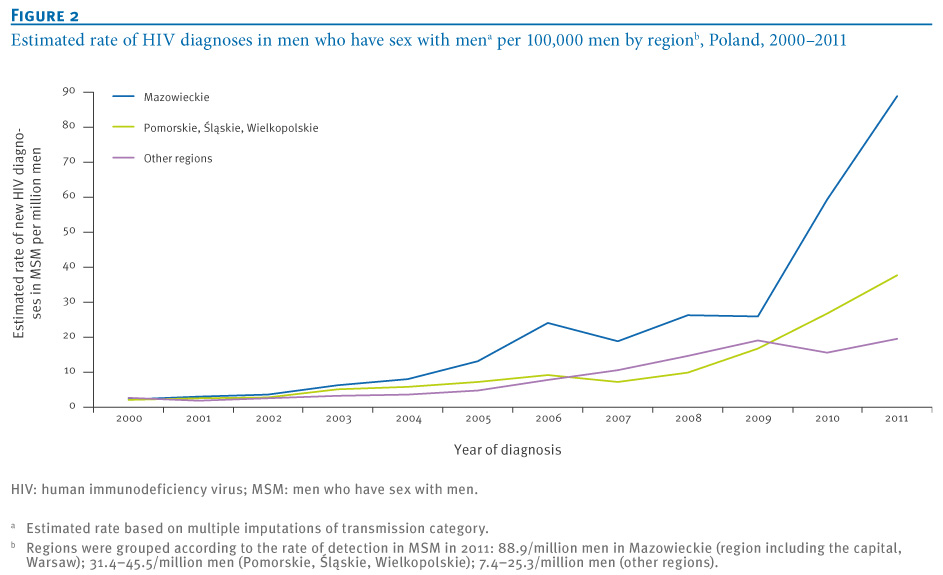 FIGURE 2
Estimated rate of HIV diagnoses in men who have sex with menᵃ per 100,000 men by regionᵇ, Poland, 2000–2011
Estimated rate of new HIV diagno-
ses in MSM per million men
90
80
70
60
50
40
30
20
10
0
Mazowieckie
Pomorskie, Śląskie, Wielkopolskie
Other regions
2000 2001 2002 2003 2004 2005 2006 2007 2008 2009 2010 2011
Year of diagnosis
HIV: human immunodeficiency virus; MSM: men who have sex with men.
ᵃ Estimated rate based on multiple imputations of transmission category.
ᵇ Regions were grouped according to the rate of detection in MSM in 2011: 88.9/million men in Mazowieckie (region including the capital,
Warsaw); 31.4–45.5/million men (Pomorskie, Śląskie, Wielkopolskie); 7.4–25.3/million men (other regions).